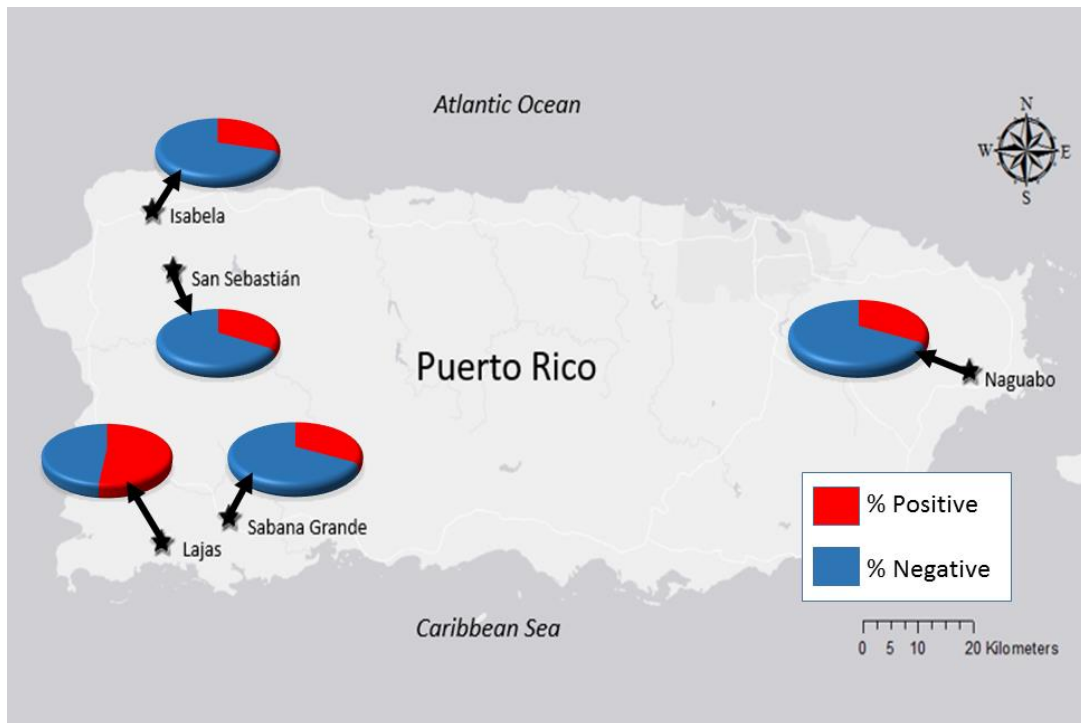 Atlantic Ocean
N
W
E
S
Isabela
San Sebastián
Puerto Rico
Naguabo
Sabana Grande
Lajas
% Positive
% Negative
Caribbean Sea
0 5 10 20 Kilometers